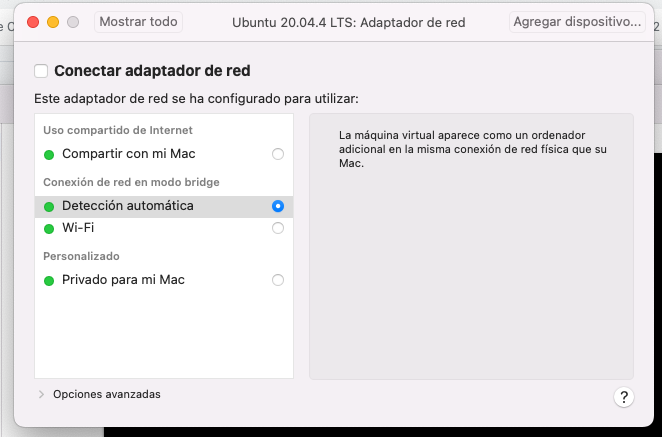 Mostrar todo
Ubuntu 20.04.4 LTS: Adaptador de red
Agregar dispositivo...
Conectar adaptador de red
Este adaptador de red se ha configurado para utilizar:
Uso compartido de Internet
Compartir con mi Mac
Conexión de red en modo bridge
Detección automática
Wi-Fi
Personalizado
Privado para mi Mac
La máquina virtual aparece como un ordenador
adicional en la misma conexión de red física que su
Mac.
Opciones avanzadas
?